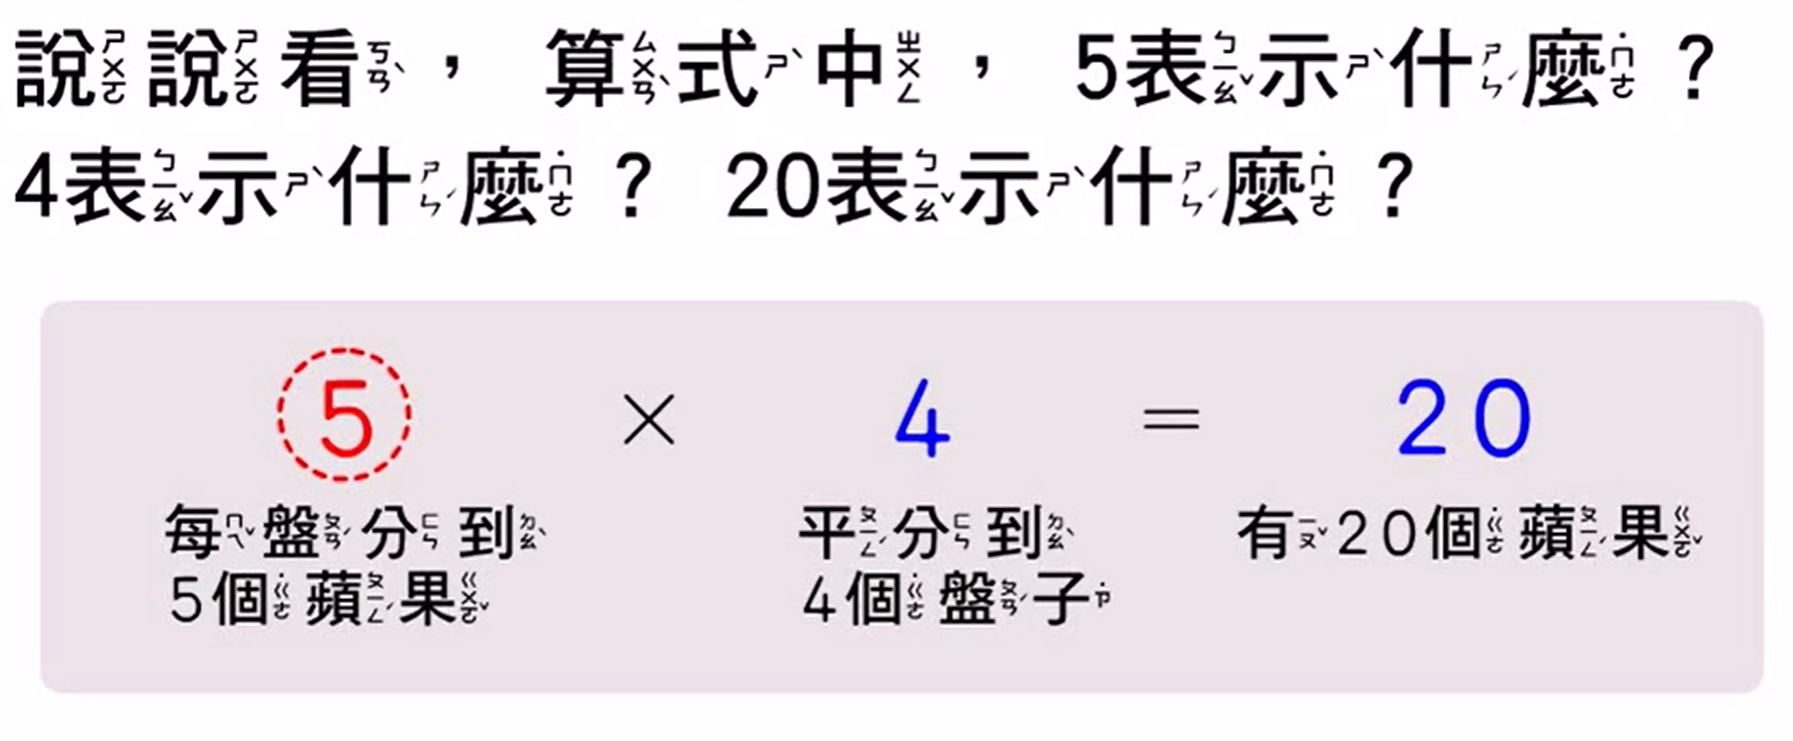 說說看，算式中，5表示什麼？
4表示什麼？20表示什麼？
5 × 4 = 20
每盤分到 平分到 有20個蘋果
5個蘋果 4個盤子